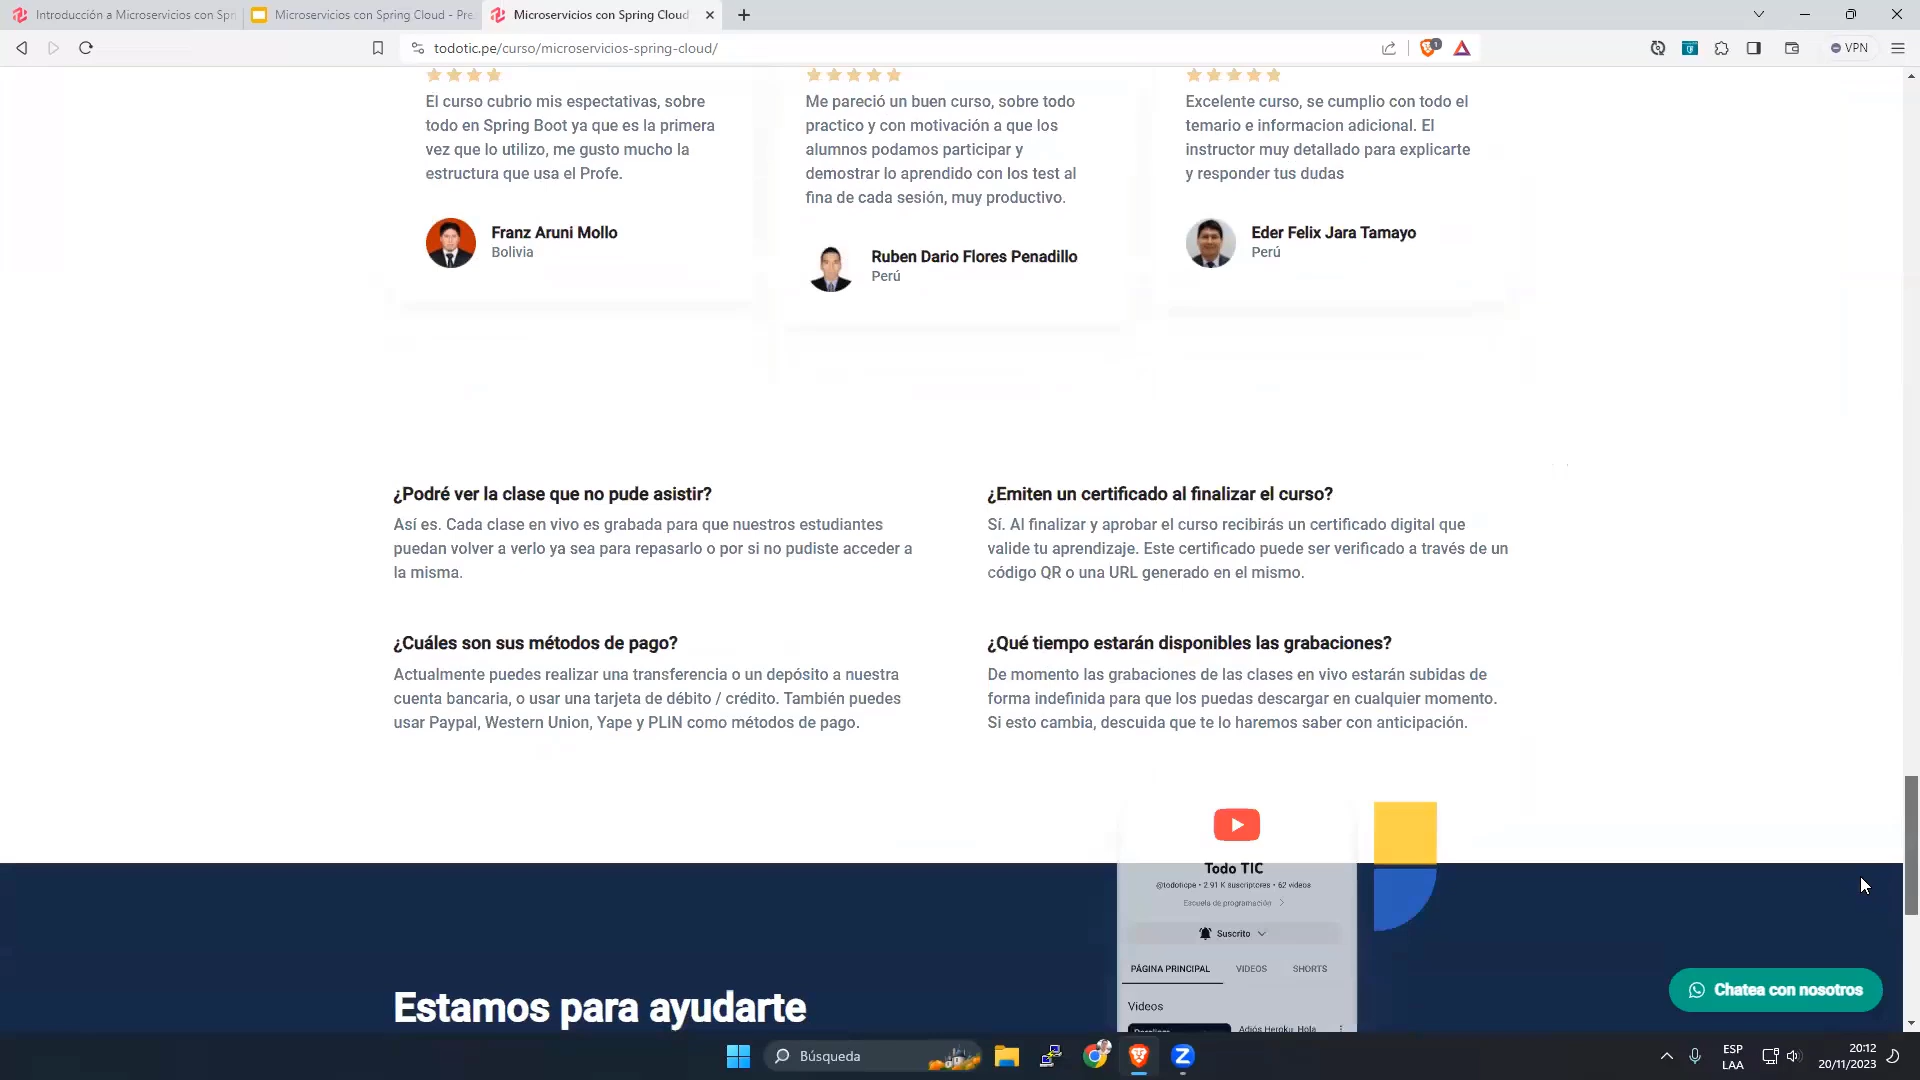 Introducción a Microservicios con Spr
Microservicios con Spring Cloud - Pre
Microservicios con Spring Cloud
todotic.pe/curso/microservicios-spring-cloud/
1
VPN
El curso cubrio mis espectativas, sobre
todo en Spring Boot ya que es la primera
vez que lo utilizo, me gusto mucho la
estructura que usa el Profe.
Franz Aruni Mollo
Bolivia
Me pareció un buen curso, sobre todo
practico y con motivación a que los
alumnos podamos participar y
demostrar lo aprendido con los test al
fina de cada sesión, muy productivo.
Ruben Dario Flores Penadillo
Perú
Excelente curso, se cumplio con todo el
temario e informacion adicional. El
instructor muy detallado para explicarte
y responder tus dudas
Eder Felix Jara Tamayo
Perú
¿Podré ver la clase que no pude asistir?
Así es. Cada clase en vivo es grabada para que nuestros estudiantes
puedan volver a verlo ya sea para repasarlo o por si no pudiste acceder a
la misma.
¿Emiten un certificado al finalizar el curso?
Sí. Al finalizar y aprobar el curso recibirás un certificado digital que
valide tu aprendizaje. Este certificado puede ser verificado a través de un
código QR o una URL generado en el mismo.
¿Cuáles son sus métodos de pago?
Actualmente puedes realizar una transferencia o un depósito a nuestra
cuenta bancaria, o usar una tarjeta de débito / crédito. También puedes
usar Paypal, Western Union, Yape y PLIN como métodos de pago.
¿Qué tiempo estarán disponibles las grabaciones?
De momento las grabaciones de las clases en vivo estarán subidas de
forma indefinida para que los puedas descargar en cualquier momento.
Si esto cambia, descuida que te lo haremos saber con anticipación.
Todo TIC
@todoticpe • 2.91 K suscriptores • 62 videos
Escuela de programación
Suscrito
PÁGINA PRINCIPAL VIDEOS SHORTS
Videos
Adiós Heroku, Hola
Estamos para ayudarte
Chatea con nosotros
Búsqueda
ESP
LAA
20:12
20/11/2023